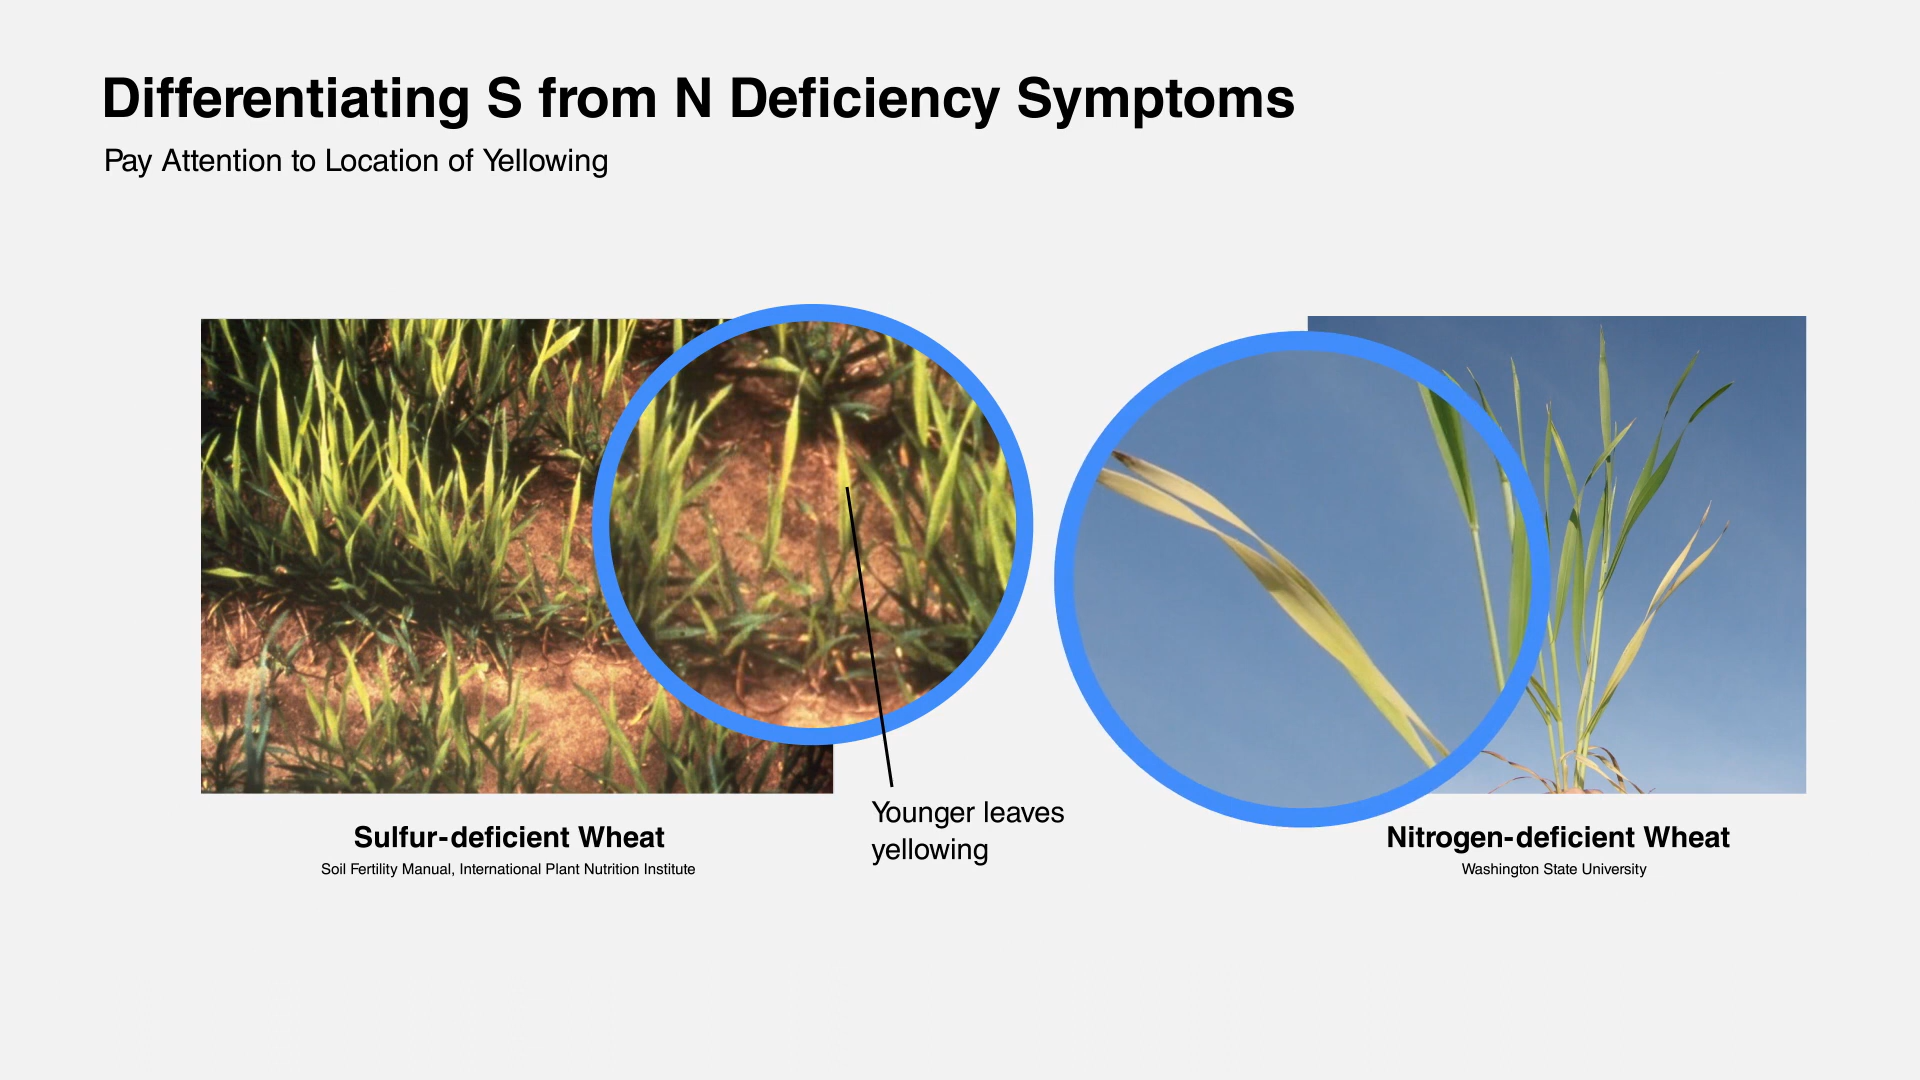 Differentiating S from N Deficiency Symptoms
Pay Attention to Location of Yellowing
Younger leaves
yellowing
Sulfur-deficient Wheat
Soil Fertility Manual, International Plant Nutrition Institute
Nitrogen-deficient Wheat
Washington State University